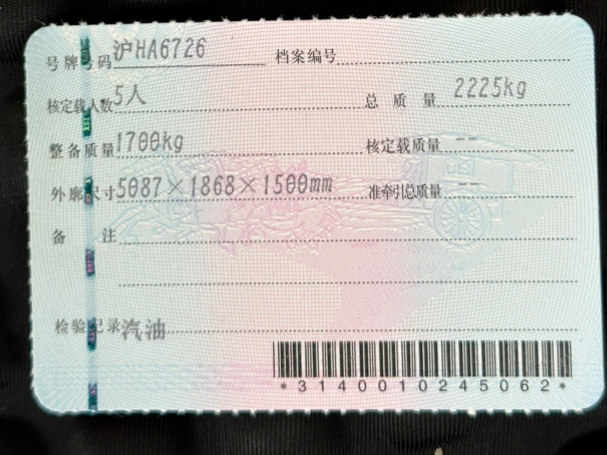 号牌号码 沪HA6726 档案编号
核定载人数 5人 总质量 2225kg
整备质量 1700kg 核定载质量 --
外廓尺寸 5087×1868×1500mm 准牵引总质量 --
备注
检验记录 汽油
*3140010245062*